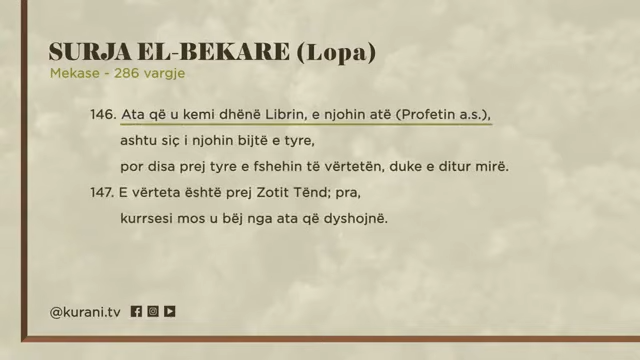 SURJA EL-BEKARE (Lopa)
Mekase - 286 vargje
146. Ata që u kemi dhënë Librin, e njohin atë (Profetin a.s.),
ashtu siç i njohin bijtë e tyre,
por disa prej tyre e fshehin të vërtetën, duke e ditur mirë.
147. E vërteta është prej Zotit Tënd; pra,
kurrsesi mos u bëj nga ata që dyshojnë.
@kurani.tv